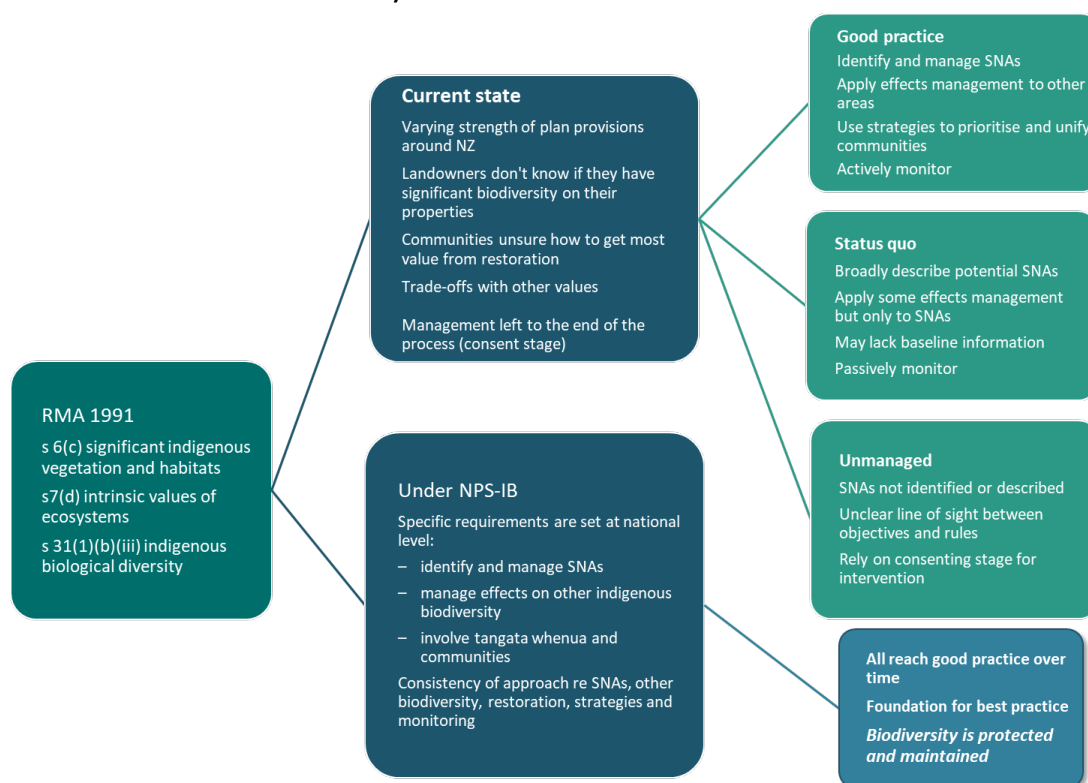 RMA 1991
s 6(c) significant indigenous
vegetation and habitats
s7(d) intrinsic values of
ecosystems
s 31(1)(b)(iii) indigenous
biological diversity
Current state
Varying strength of plan provisions
around NZ
Landowners don't know if they have
significant biodiversity on their
properties
Communities unsure how to get most
value from restoration
Trade-offs with other values
Management left to the end of the
process (consent stage)
Under NPS-IB
Specific requirements are set at national
level:
– identify and manage SNAs
– manage effects on other indigenous
biodiversity
– involve tangata whenua and
communities
Consistency of approach re SNAs, other
biodiversity, restoration, strategies and
monitoring
Good practice
Identify and manage SNAs
Apply effects management to other
areas
Use strategies to prioritise and unify
communities
Actively monitor
Status quo
Broadly describe potential SNAs
Apply some effects management
but only to SNAs
May lack baseline information
Passively monitor
Unmanaged
SNAs not identified or described
Unclear line of sight between
objectives and rules
Rely on consenting stage for
intervention
All reach good practice over
time
Foundation for best practice
Biodiversity is protected
and maintained